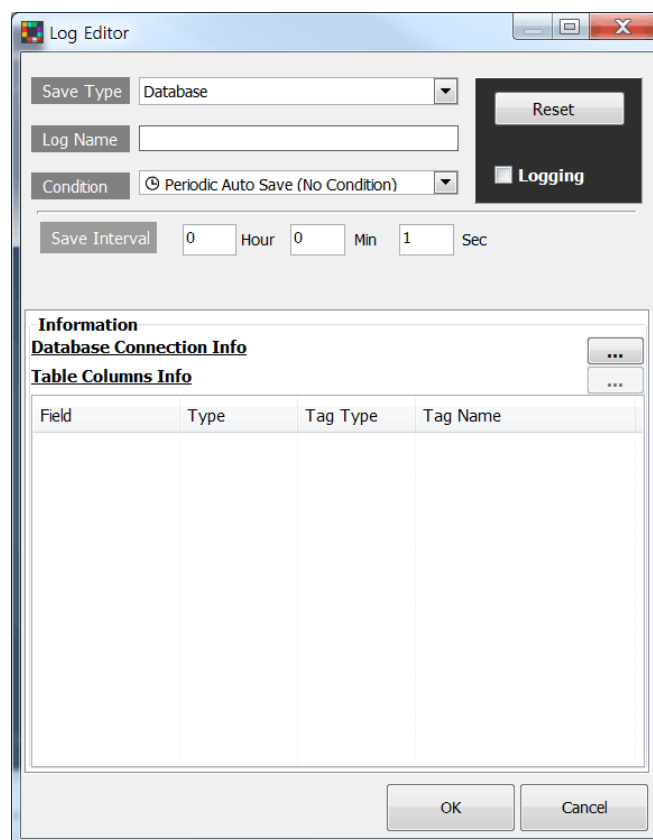 Log Editor
Save Type Database
Reset
Log Name
Logging
Condition Periodic Auto Save (No Condition)
Save Interval 0 Hour 0 Min 1 Sec
Information
Database Connection Info
...
Table Columns Info
...
Field Type Tag Type Tag Name
OK Cancel